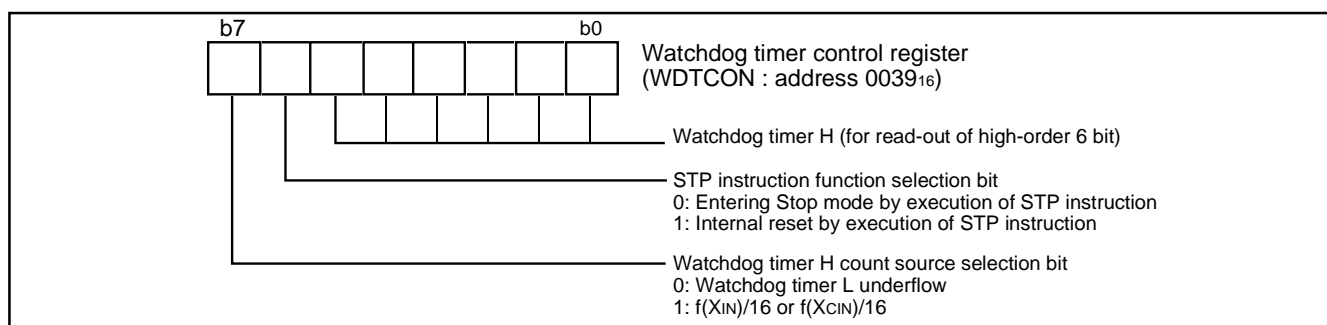 b7 b0
Watchdog timer control register
(WDTCON : address 003916)
Watchdog timer H (for read-out of high-order 6 bit)
STP instruction function selection bit
0: Entering Stop mode by execution of STP instruction
1: Internal reset by execution of STP instruction
Watchdog timer H count source selection bit
0: Watchdog timer L underflow
1: f(XIN)/16 or f(XCIN)/16